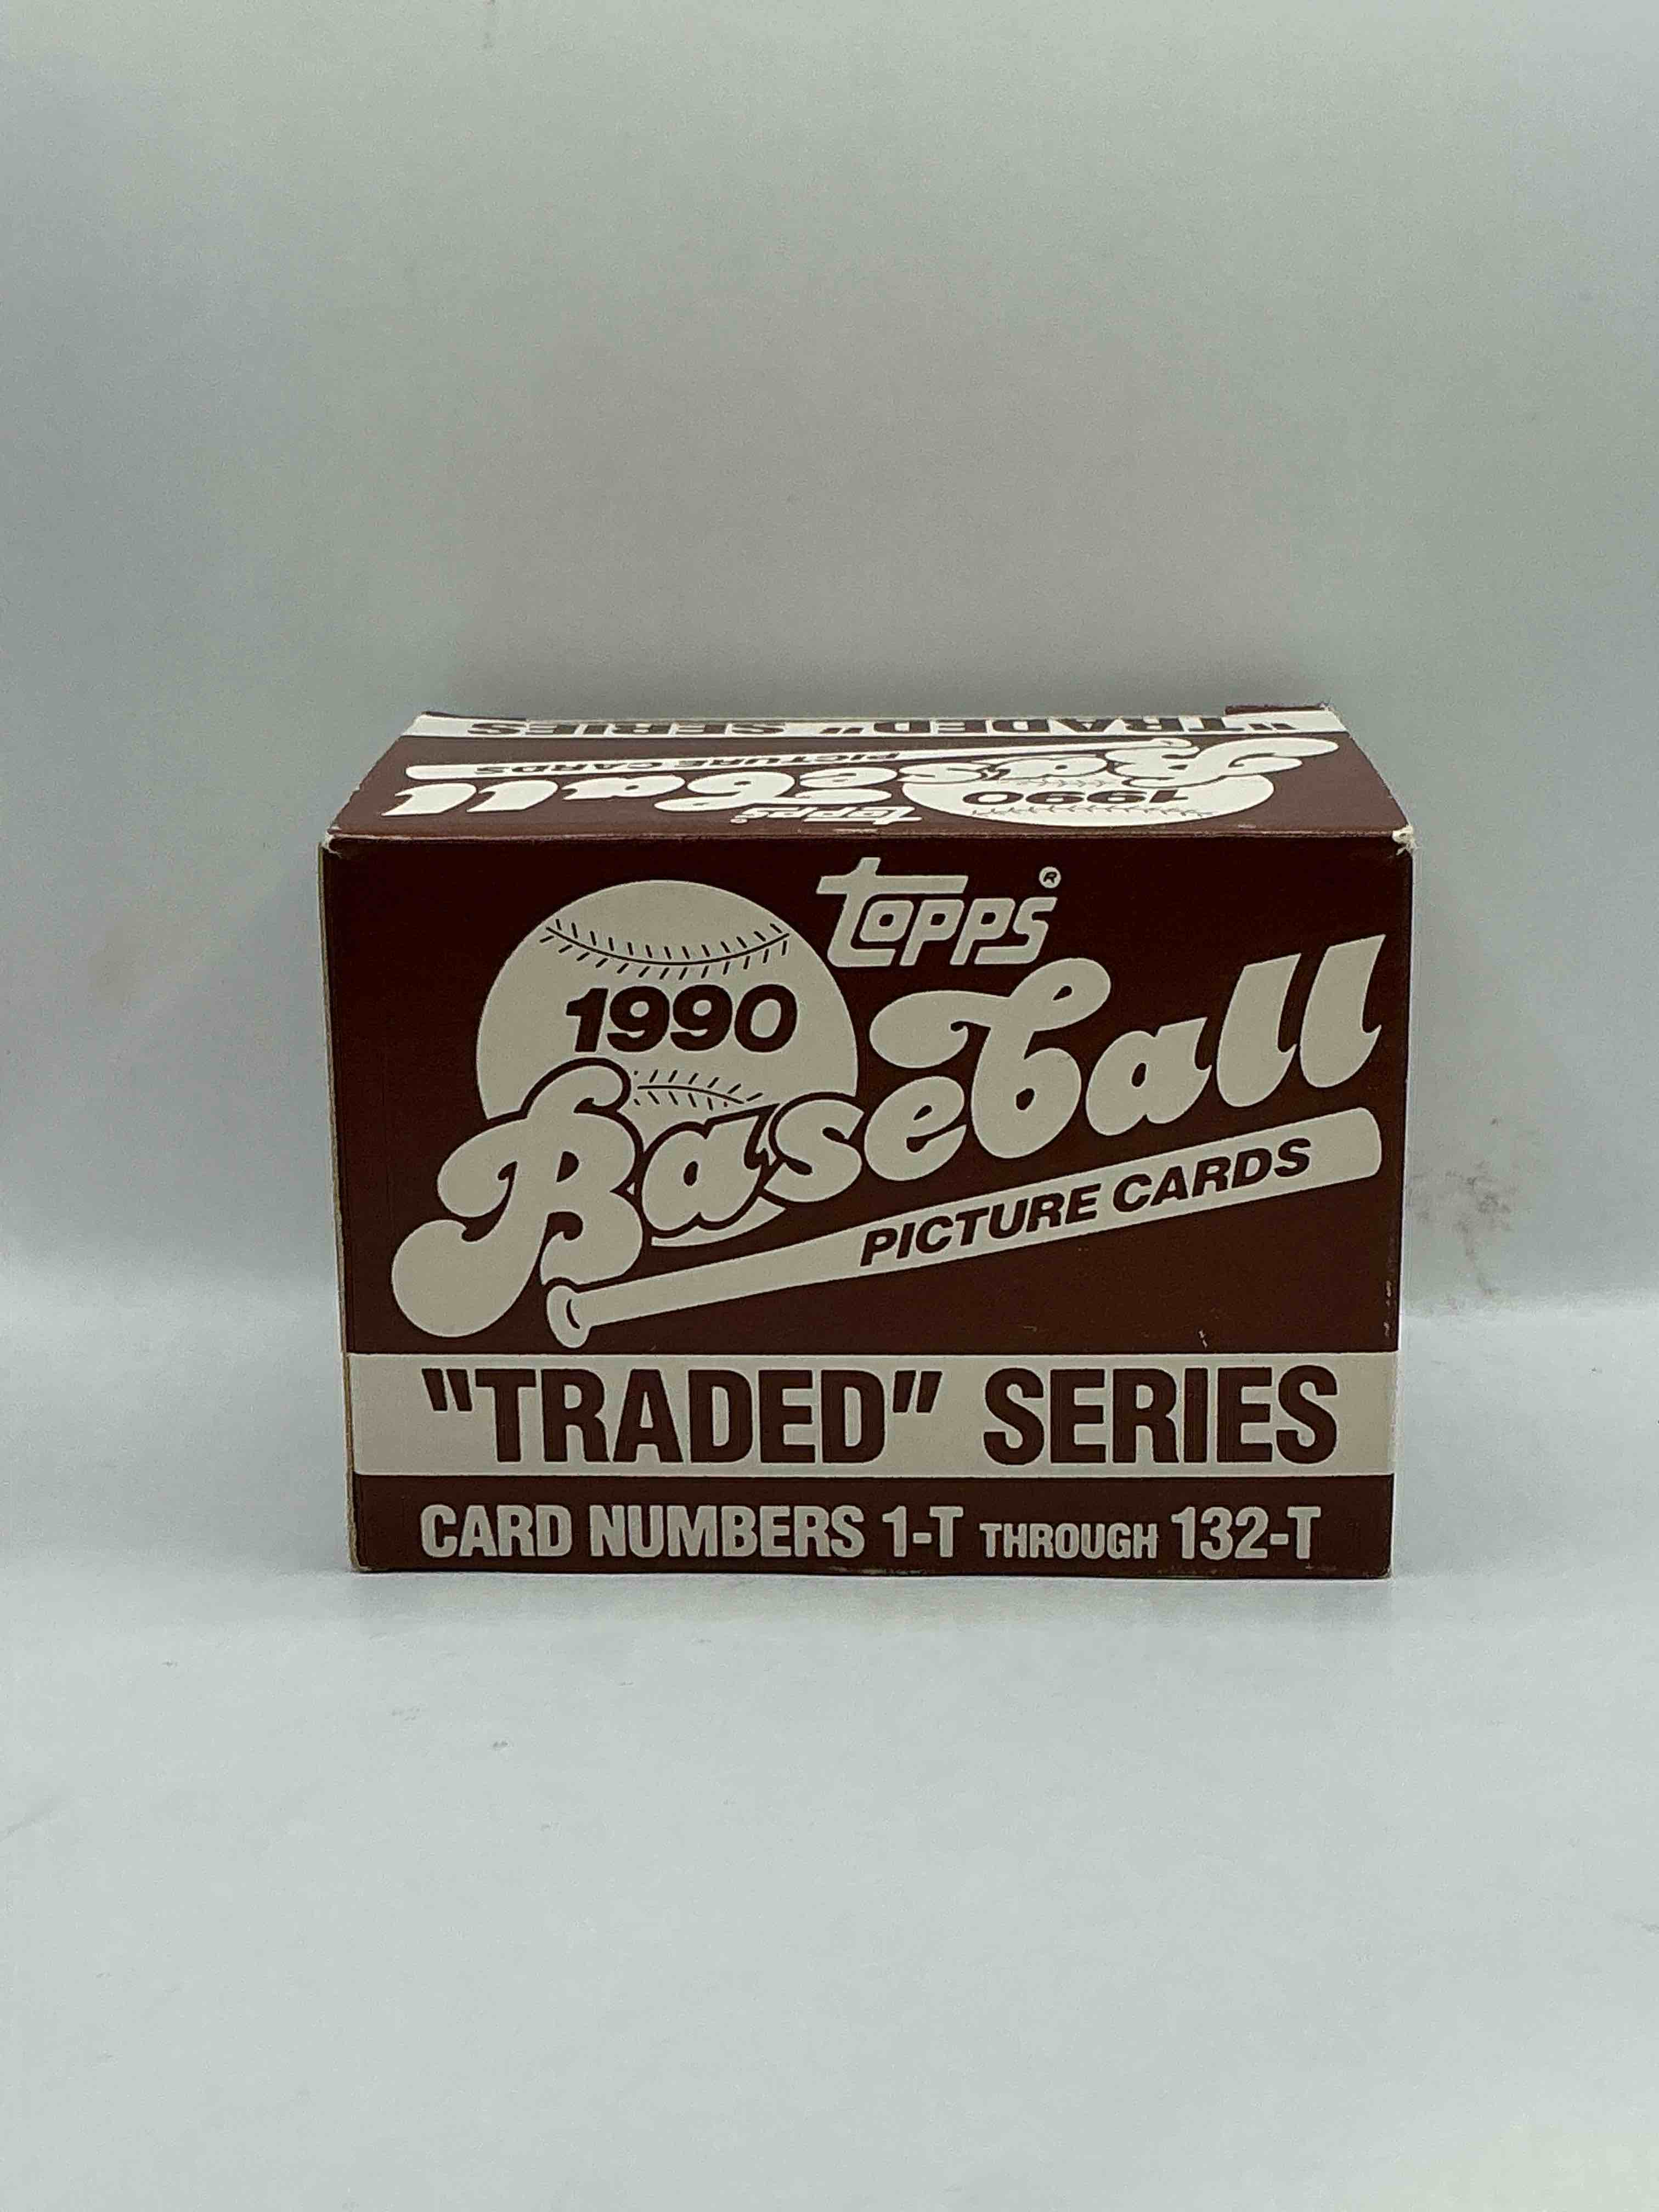 "TRADED" SERIES
PICTURE CARDS
Baseball
1990
topps
topps®
1990
Baseball
PICTURE CARDS
"TRADED" SERIES
CARD NUMBERS 1-T THROUGH 132-T